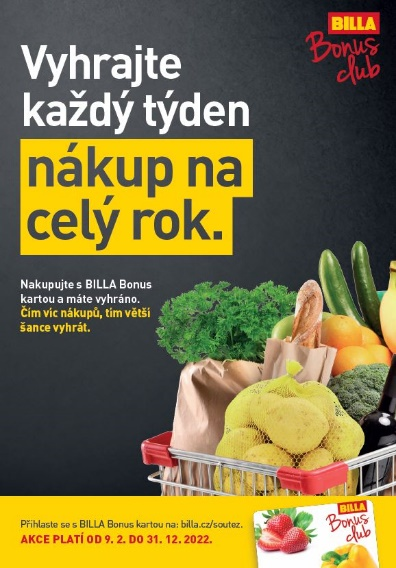 BILLA
Bonus
club
Vyhrajte
každý týden
nákup na
celý rok.
Nakupujte s BILLA Bonus
kartou a máte vyhráno.
Čím víc nákupů, tím větší
šance vyhrát.
Přihlaste se s BILLA Bonus kartou na: billa.cz/soutez.
AKCE PLATÍ OD 9. 2. DO 31. 12. 2022.
BILLA
Bonus
club